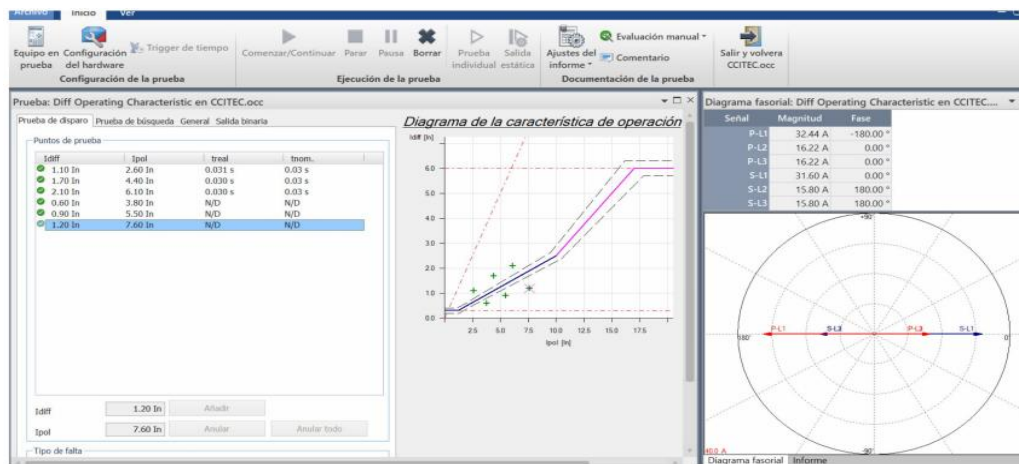 Archivo Inicio Ver
Equipo en prueba
Configuración del hardware
Trigger de tiempo
Configuración de la prueba
Comenzar/Continuar
Parar
Pausa
Borrar
Prueba individual
Salida estática
Ejecución de la prueba
Ajustes del informe
Evaluación manual
Comentario
Documentación de la prueba
Salir y volvera CCITEC.occ
Prueba: Diff Operating Characteristic en CCITEC.occ
Prueba de disparo Prueba de búsqueda General Salida binaria
Puntos de prueba
Idiff Ipol treal tnom.
1.10 In 2.60 In 0.031 s 0.03 s
1.70 In 4.40 In 0.030 s 0.03 s
2.10 In 6.10 In 0.030 s 0.03 s
0.60 In 3.80 In N/D N/D
0.90 In 5.50 In N/D N/D
1.20 In 7.60 In N/D N/D
Idiff 1.20 In Añadir
Ipol 7.60 In Anular Anular todo
Tipo de falta
Diagrama de la característica de operación
Idiff [In]
6.0
5.0
4.0
3.0
2.0
1.0
0.0
2.5 5.0 7.5 10.0 12.5 15.0 17.5
Ipol [In]
Diagrama fasorial: Diff Operating Characteristic en CCITEC....
Señal Magnitud Fase
P-L1 32.44 A -180.00 °
P-L2 16.22 A 0.00 °
P-L3 16.22 A 0.00 °
S-L1 31.60 A 0.00 °
S-L2 15.80 A 180.00 °
S-L3 15.80 A 180.00 °
+90°
P-L1 S-L3 P-L3 S-L1
180° 0°
-90°
Diagrama fasorial Informe